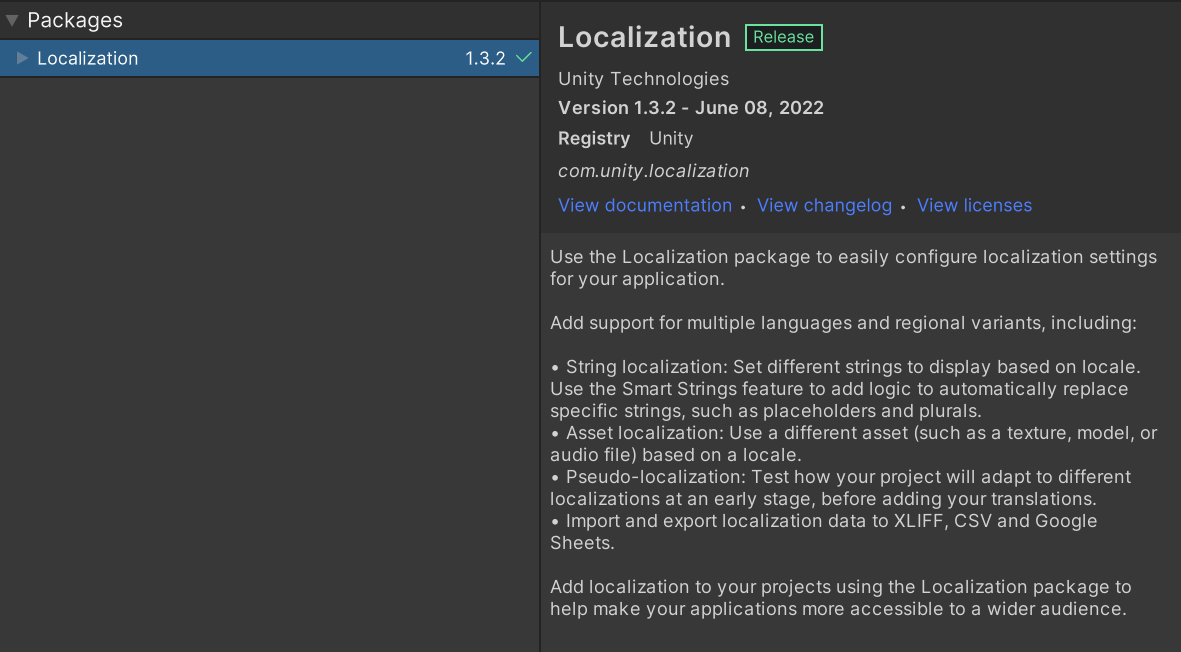 Packages
Localization 1.3.2
Localization Release
Unity Technologies
Version 1.3.2 - June 08, 2022
Registry Unity
com.unity.localization
View documentation • View changelog • View licenses
Use the Localization package to easily configure localization settings
for your application.
Add support for multiple languages and regional variants, including:
• String localization: Set different strings to display based on locale.
Use the Smart Strings feature to add logic to automatically replace
specific strings, such as placeholders and plurals.
• Asset localization: Use a different asset (such as a texture, model, or
audio file) based on a locale.
• Pseudo-localization: Test how your project will adapt to different
localizations at an early stage, before adding your translations.
• Import and export localization data to XLIFF, CSV and Google
Sheets.
Add localization to your projects using the Localization package to
help make your applications more accessible to a wider audience.